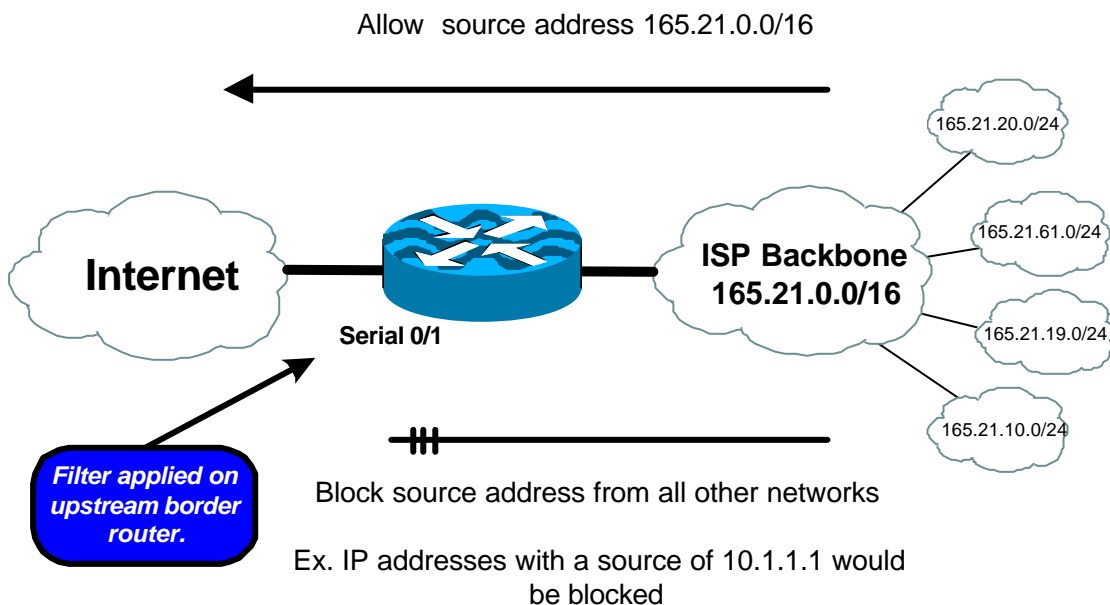 Allow source address 165.21.0.0/16
165.21.20.0/24
165.21.61.0/24
Internet
ISP Backbone
165.21.0.0/16
165.21.19.0/24
Serial 0/1
165.21.10.0/24
Filter applied on
upstream border
router.
Block source address from all other networks
Ex. IP addresses with a source of 10.1.1.1 would
be blocked